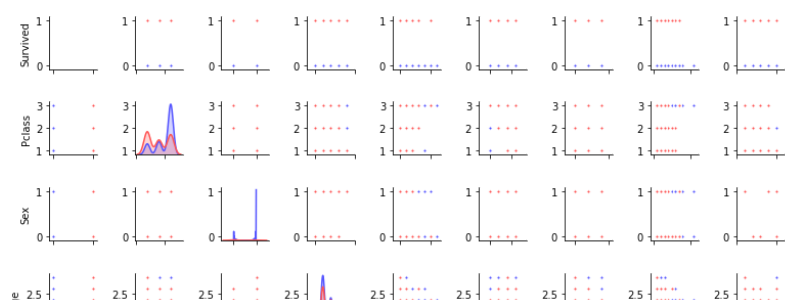 1 1 1 1 1 1 1 1 1
Survived
0 0 0 0 0 0 0 0 0
3 3 3 3 3 3 3 3 3
Pclass
2 2 2 2 2 2 2 2 2
1 1 1 1 1 1 1 1 1
1 1 1 1 1 1 1 1 1
Sex
0 0 0 0 0 0 0 0 0
2.5 2.5 2.5 2.5 2.5 2.5 2.5 2.5 2.5